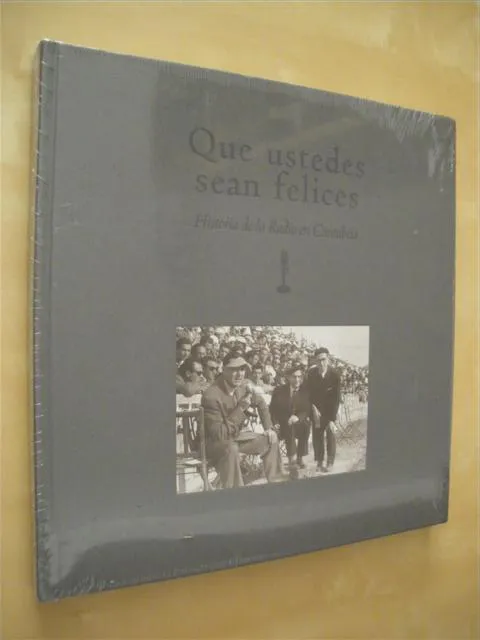 Que ustedes
sean felices
Historia de la Radio en Cantabria